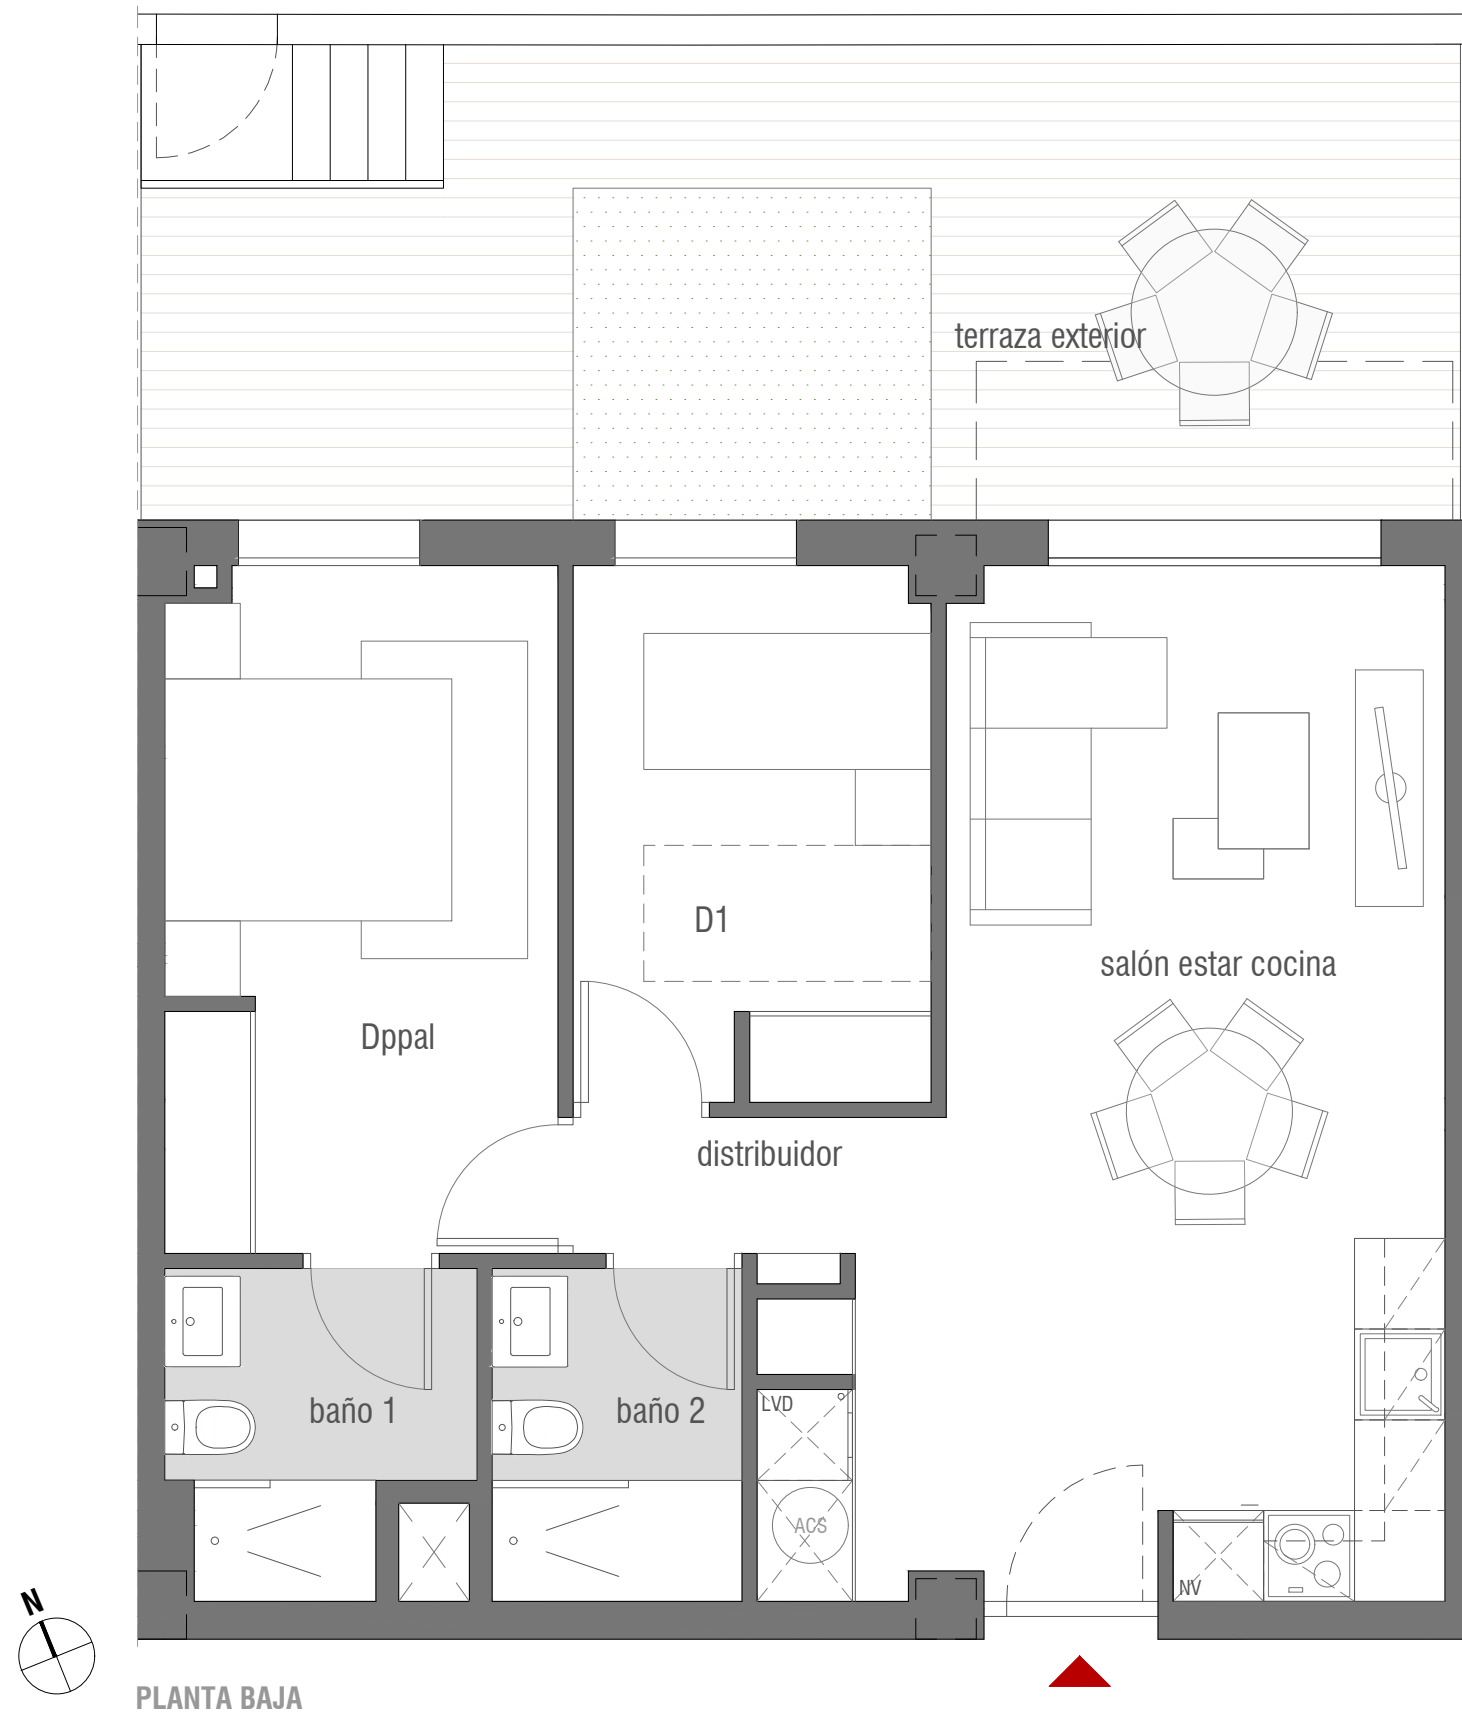 terraza exterior
D1
salón estar cocina
Dppal
distribuidor
baño 1
baño 2
LVD
ACS
NV
N
PLANTA BAJA